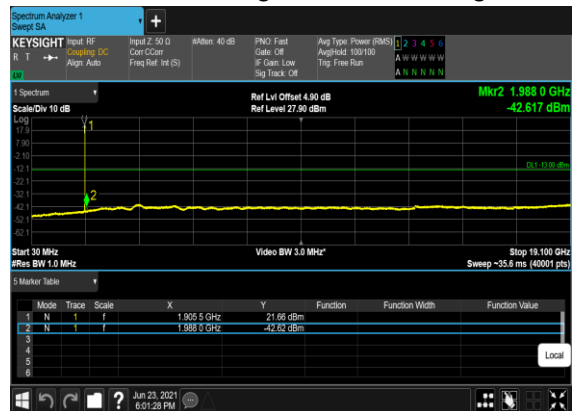 Spectrum Analyzer 1
Swept SA
+
KEYSIGHT Input: RF Input Z: 50 Ω #Atten: 40 dB PNO: Fast Avg Type: Power (RMS) 1 2 3 4 5 6
R T Coupling: DC Corr CCorr Gate: Off Avg|Hold: 100/100 A W W W W W
Align: Auto Freq Ref: Int (S) IF Gain: Low Trig: Free Run
LW Sig Track: Off A N N N N N
1 Spectrum Ref Lvl Offset 4.90 dB Mkr2 1.988 0 GHz
Scale/Div 10 dB Ref Level 27.90 dBm -42.617 dBm
Log
17.9 1
7.90
-2.10
-12.1 DL1 -13.00 dBm
-22.1
-32.1 2
-42.1
-52.1
-62.1
Start 30 MHz Video BW 3.0 MHz* Stop 19.100 GHz
#Res BW 1.0 MHz Sweep ~35.6 ms (40001 pts)
5 Marker Table
Mode Trace Scale X Y Function Function Width Function Value
1 N 1 f 1.905 5 GHz 21.66 dBm
2 N 1 f 1.988 0 GHz -42.62 dBm
3
4
5
6
Local
? Jun 23, 2021
6:01:28 PM